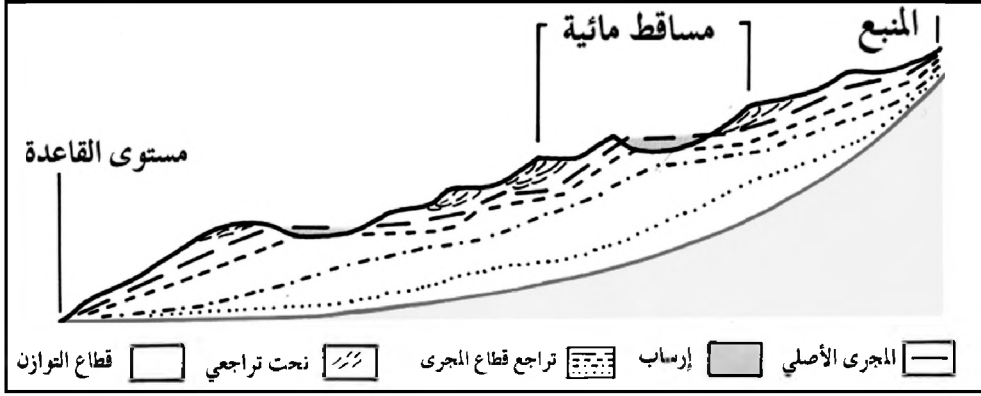 المنبع
مساقط مائية
مستوى القاعدة
المجرى الأصلي
إرساب
تراجع قطاع المجرى
نحت تراجعي
قطاع التوازن